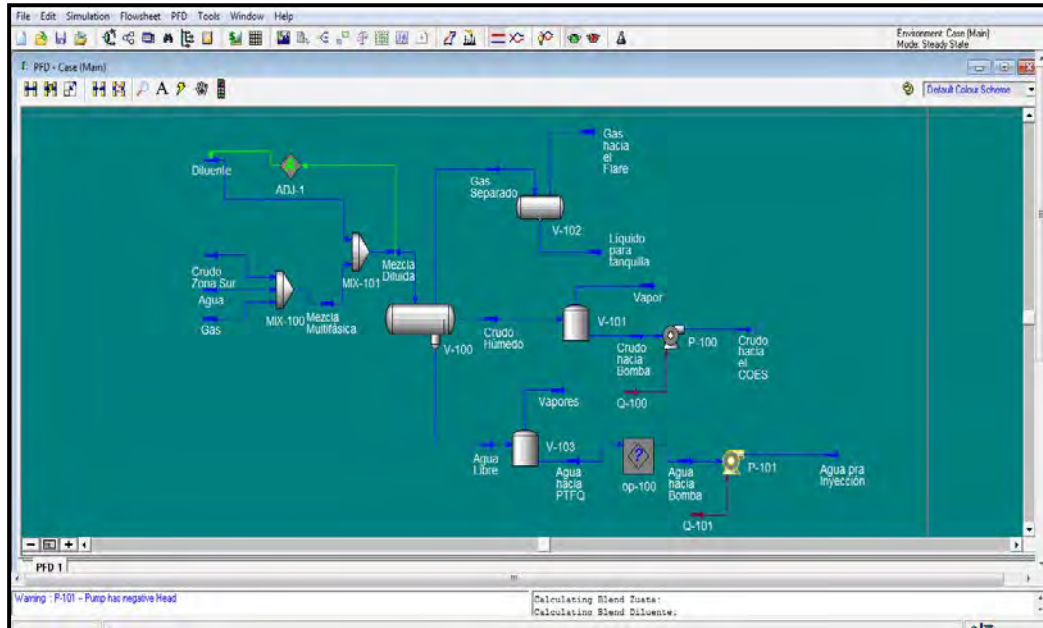 File Edit Simulation Flowsheet PFD Tools Window Help
Environment: Case (Main)
Mode: Steady State
PFD - Case (Main)
A
Default Colour Scheme
Diluente
ADJ-1
Gas
Separado
Gas
hacia
el
Flare
V-102
Líquido
para
tanquilla
Crudo
Zona Sur
Agua
Gas
MIX-100
Mezcla
Multifásica
MIX-101
Mezcla
Diluida
V-100
Crudo
Húmedo
Vapor
V-101
Crudo
hacia
Bomba
P-100
Crudo
hacia
el
COES
Q-100
Vapores
Agua
Libre
V-103
Agua
hacia
PTFQ
?
op-100
Agua
hacia
Bomba
P-101
Agua pra
Inyección
Q-101
PFD 1
Warning : P-101 - Pump has negative Head
Calculating Blend Zuata:
Calculating Blend Diluente: